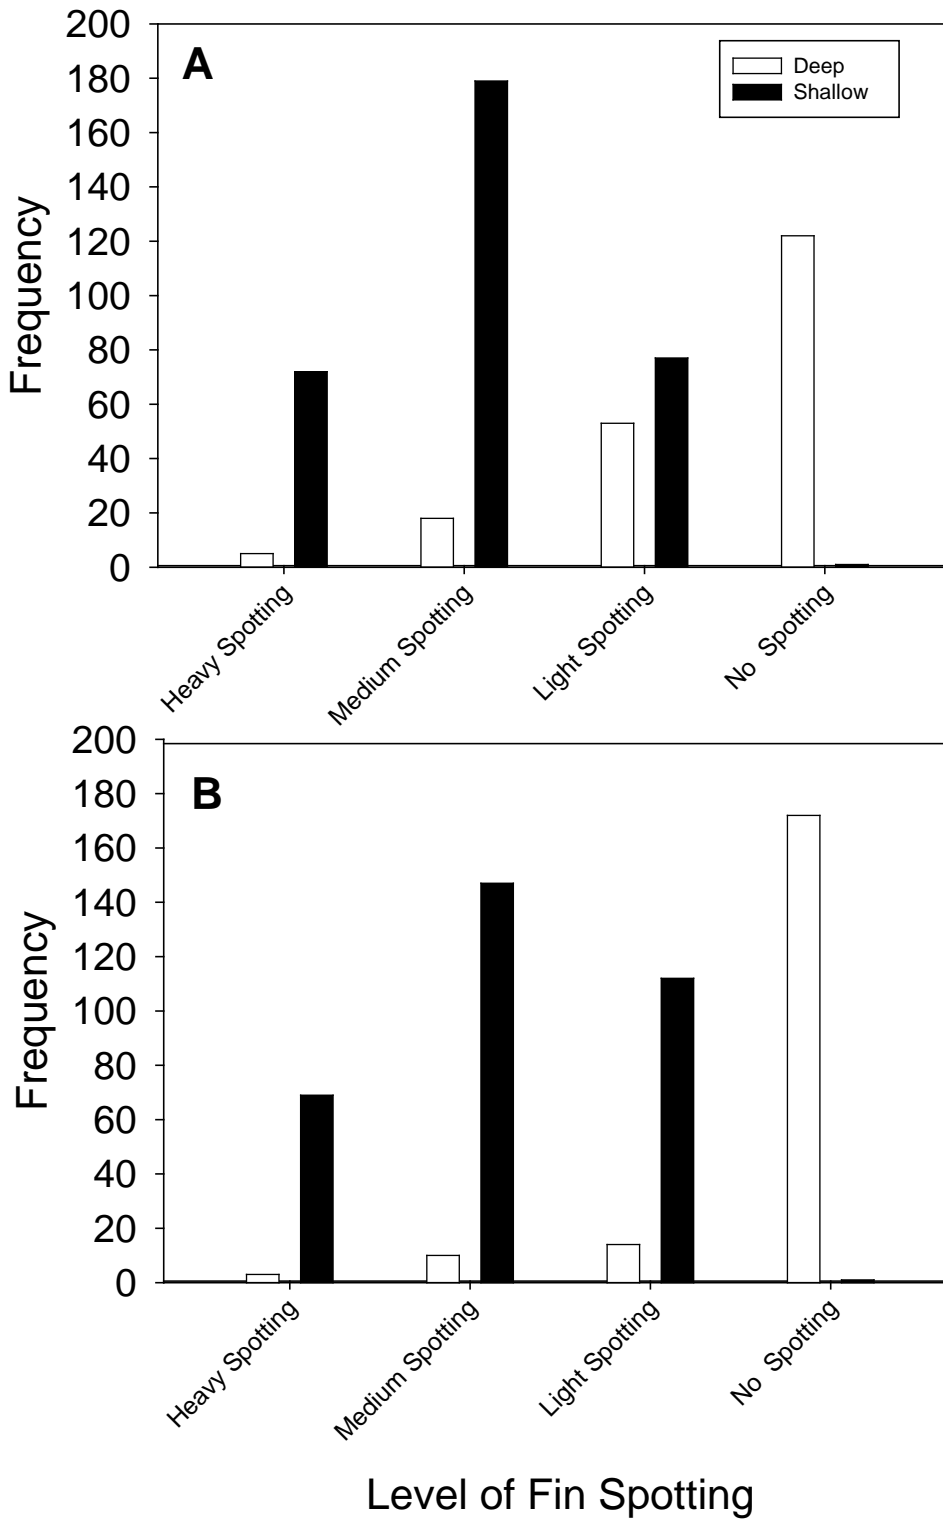 200
A
Deep
Shallow
180
160
140
120
100
80
60
40
20
0
Frequency
Heavy Spotting
Medium Spotting
Light Spotting
No Spotting
200
B
180
160
140
120
100
80
60
40
20
0
Frequency
Heavy Spotting
Medium Spotting
Light Spotting
No Spotting
Level of Fin Spotting